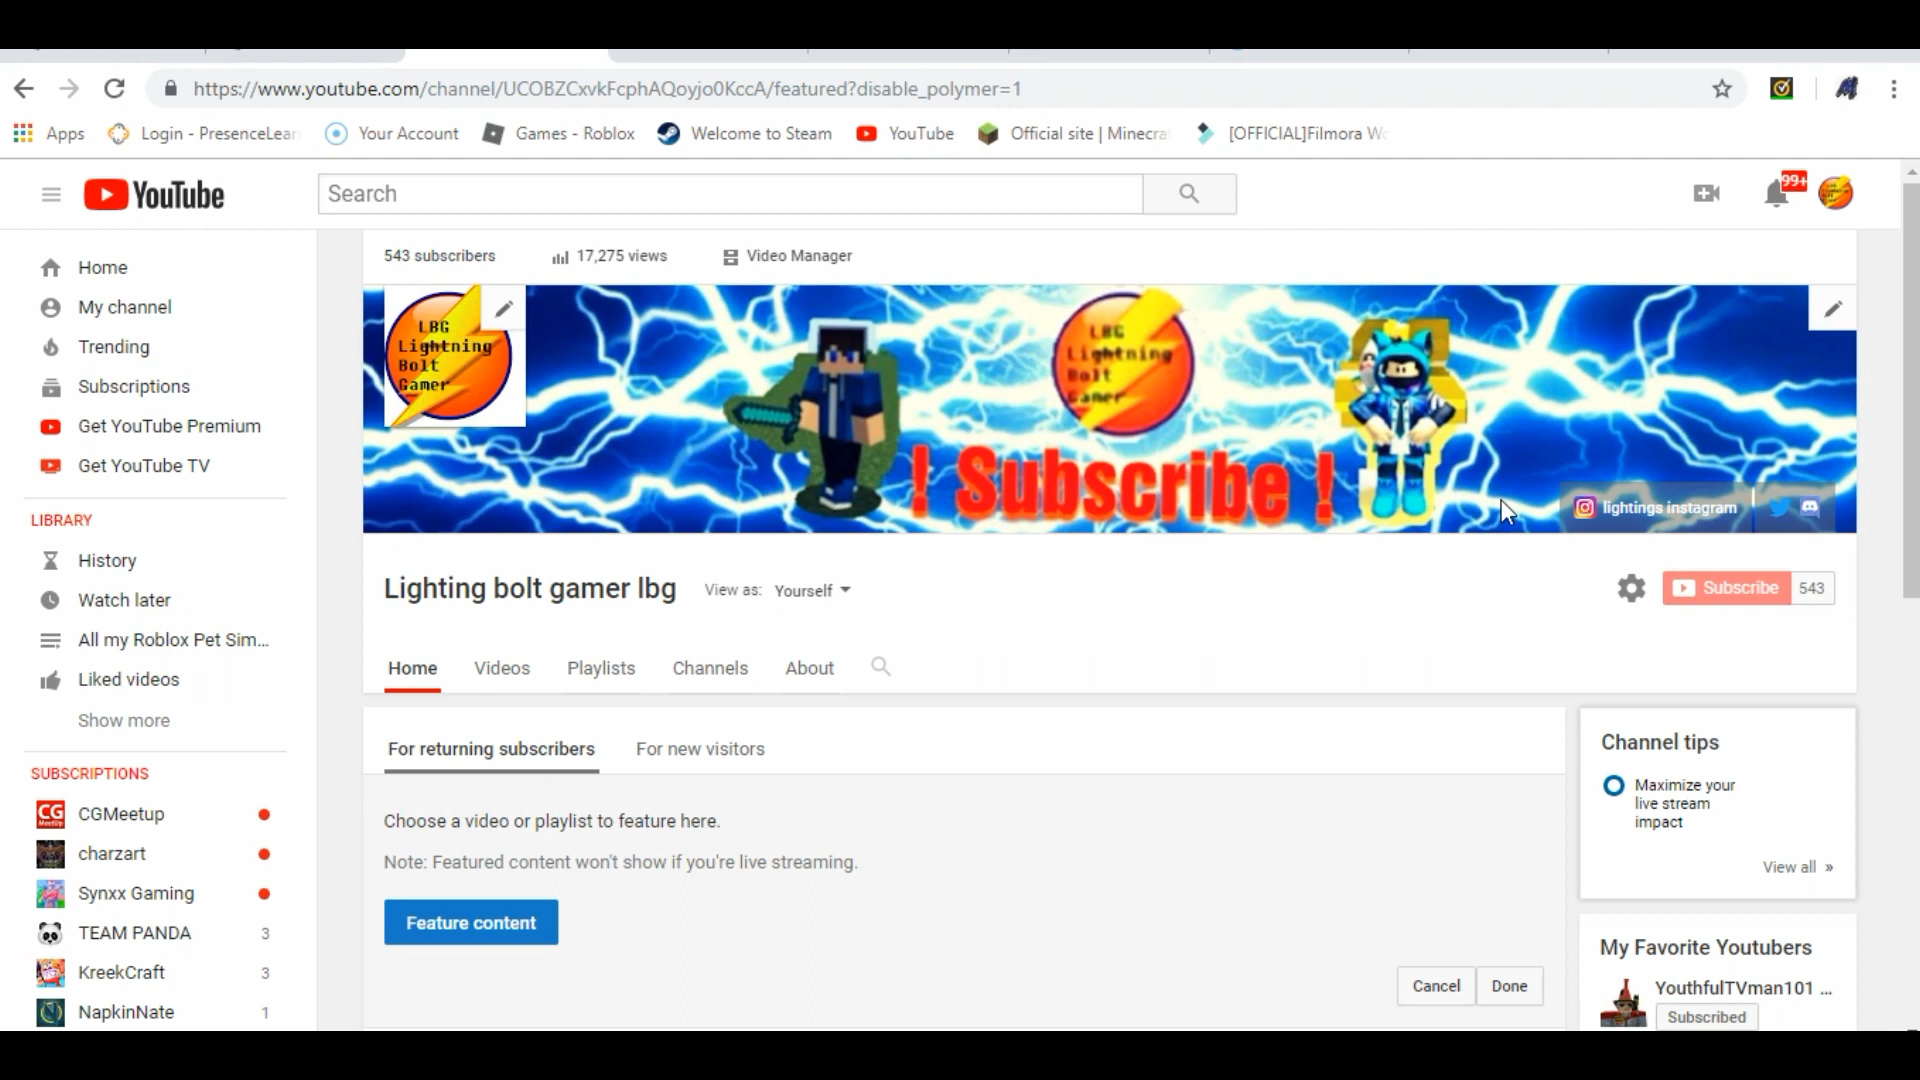 https://www.youtube.com/channel/UCOBZCxvkFcphAQoyjo0KccA/featured?disable_polymer=1
Apps Login - PresenceLear Your Account Games - Roblox Welcome to Steam YouTube Official site | Minecra [OFFICIAL]Filmora Wo
YouTube Search 99+
543 subscribers 17,275 views Video Manager
Home
My channel
Trending
Subscriptions
Get YouTube Premium
Get YouTube TV
LIBRARY
History
Watch later
All my Roblox Pet Sim...
Liked videos
Show more
SUBSCRIPTIONS
CG
MeetUp
CGMeetup
charzart
Synxx Gaming
TEAM PANDA 3
KreekCraft 3
NapkinNate 1
LBG
Lightning
Bolt
Gamer
LBG
Lightning
Bolt
Gamer
! Subscribe !
lightings instagram
Lighting bolt gamer lbg View as: Yourself
Subscribe 543
Home Videos Playlists Channels About
For returning subscribers For new visitors
Choose a video or playlist to feature here.
Note: Featured content won't show if you're live streaming.
Feature content
Cancel Done
Channel tips
Maximize your
live stream
impact
View all »
My Favorite Youtubers
YouthfulTVman101 ...
Subscribed